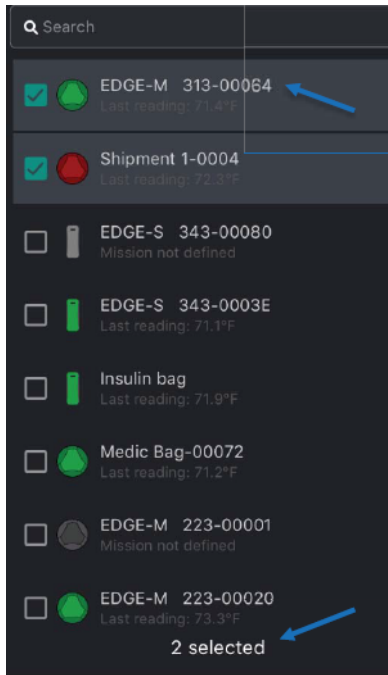 Search
EDGE-M 313-00064
Last reading: 71.4°F
Shipment 1-0004
Last reading: 72.3°F
EDGE-S 343-00080
Mission not defined
EDGE-S 343-0003E
Last reading: 71.1°F
Insulin bag
Last reading: 71.9°F
Medic Bag-00072
Last reading: 71.2°F
EDGE-M 223-00001
Mission not defined
EDGE-M 223-00020
Last reading: 73.3°F
2 selected